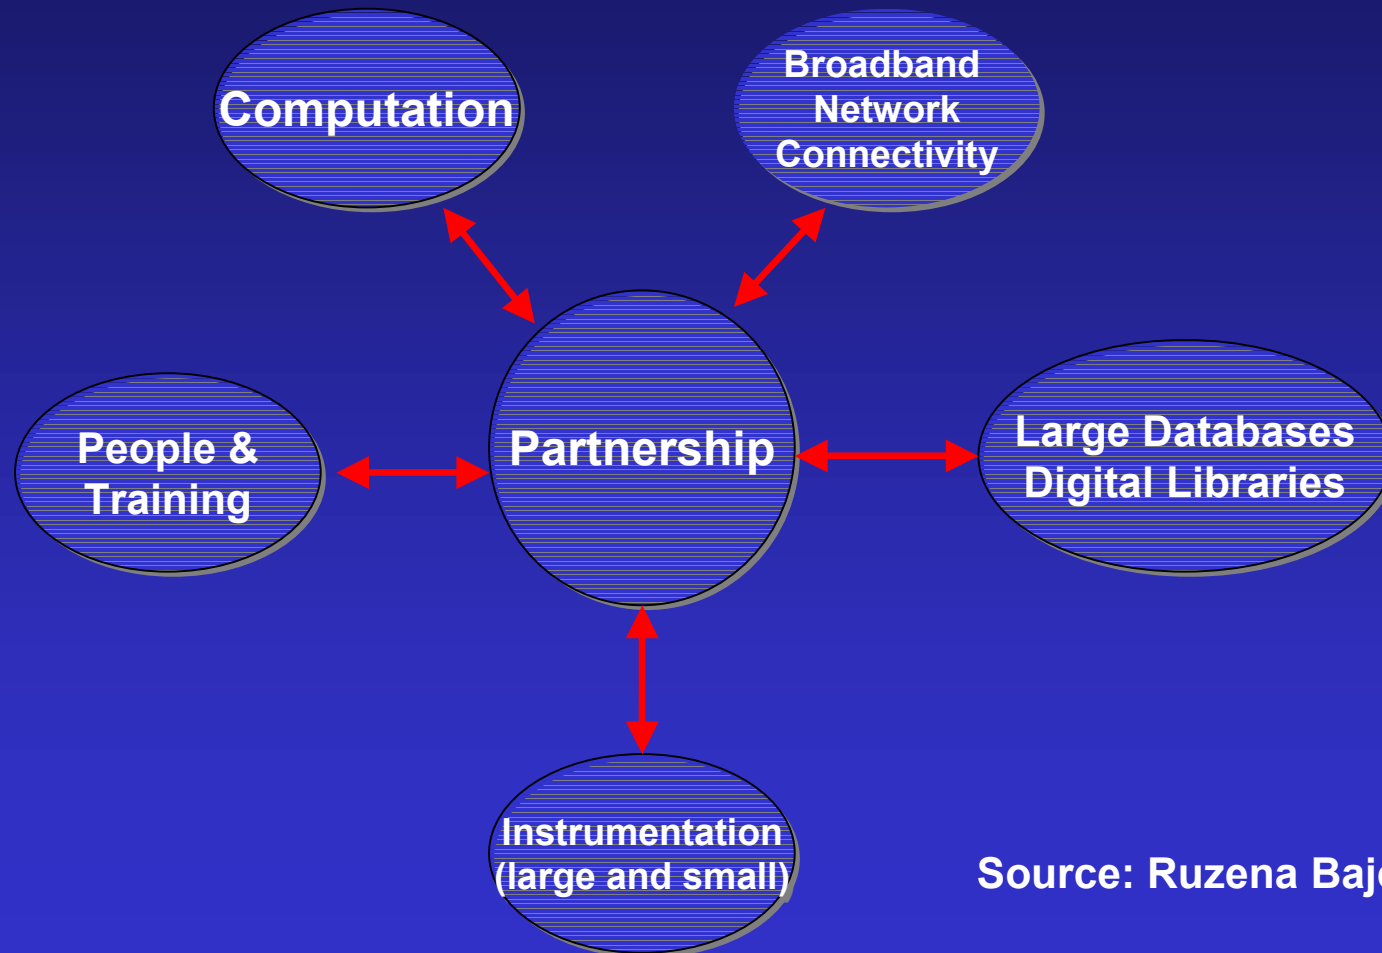 Computation
Broadband
Network
Connectivity
People &
Training
Partnership
Large Databases
Digital Libraries
Instrumentation
(large and small)
Source: Ruzena